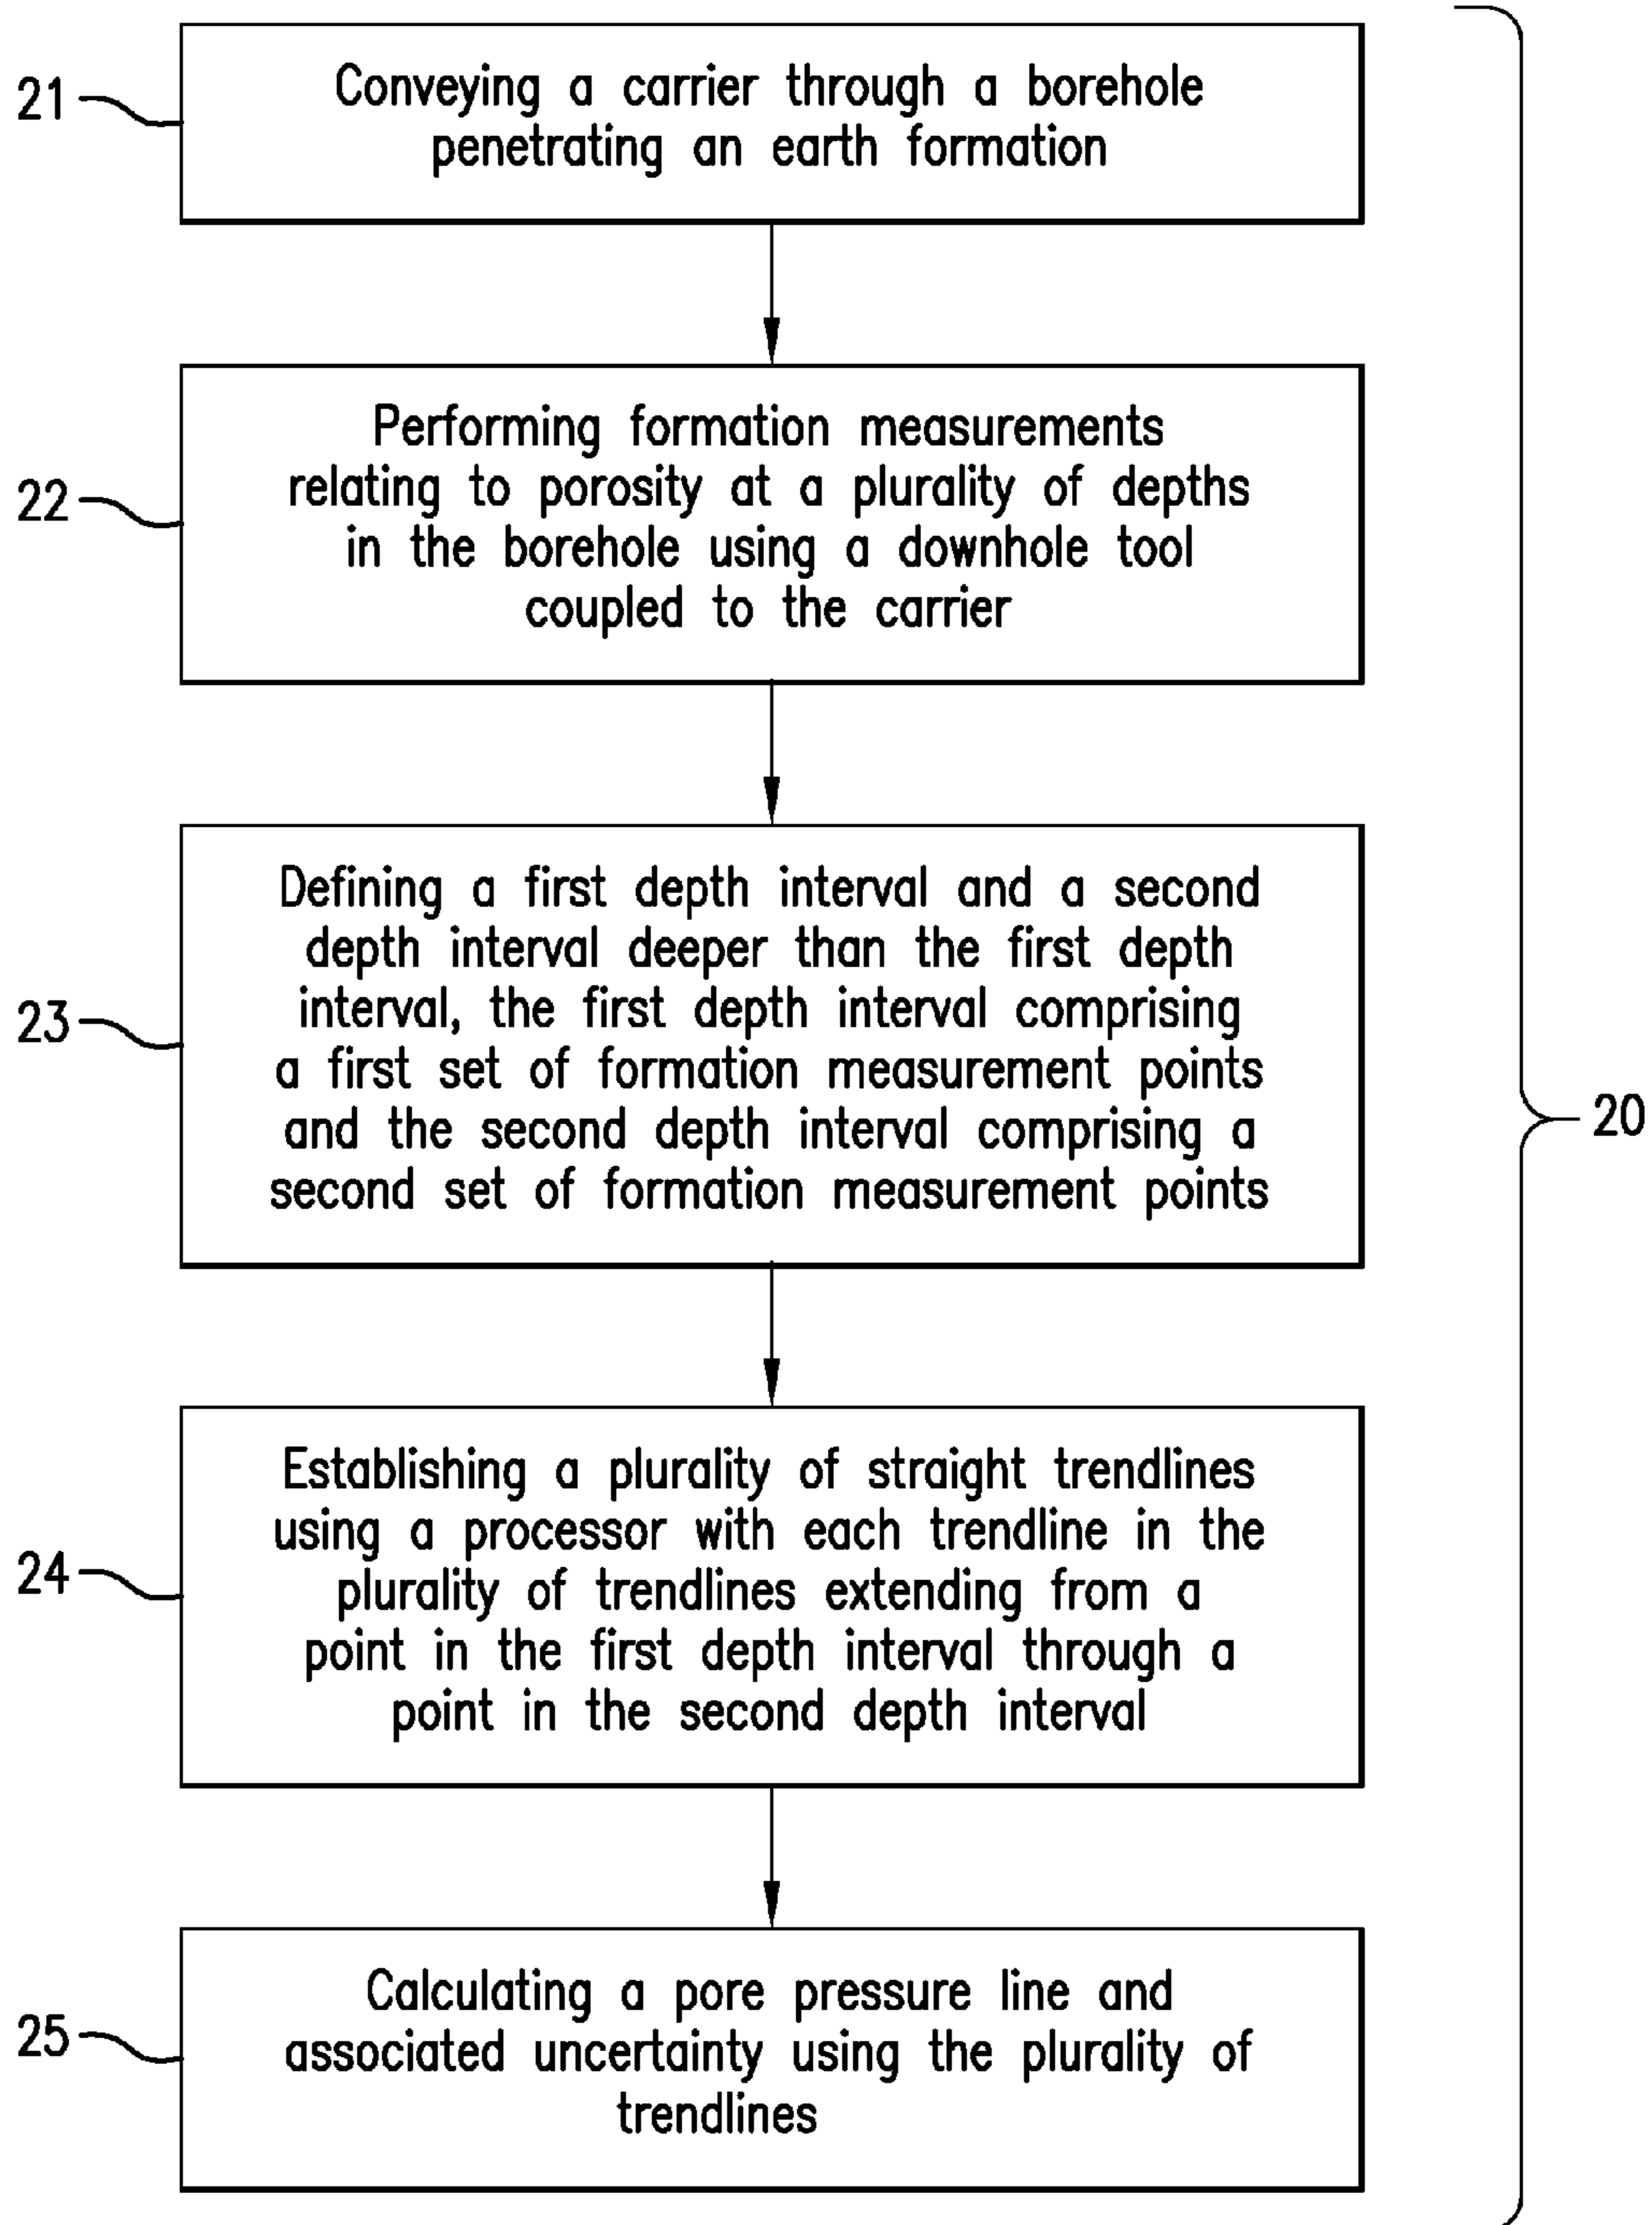 21
Conveying a carrier through a borehole
penetrating an earth formation
22
Performing formation measurements
relating to porosity at a plurality of depths
in the borehole using a downhole tool
coupled to the carrier
23
Defining a first depth interval and a second
depth interval deeper than the first depth
interval, the first depth interval comprising
a first set of formation measurement points
and the second depth interval comprising a
second set of formation measurement points
20
24
Establishing a plurality of straight trendlines
using a processor with each trendline in the
plurality of trendlines extending from a
point in the first depth interval through a
point in the second depth interval
25
Calculating a pore pressure line and
associated uncertainty using the plurality of
trendlines